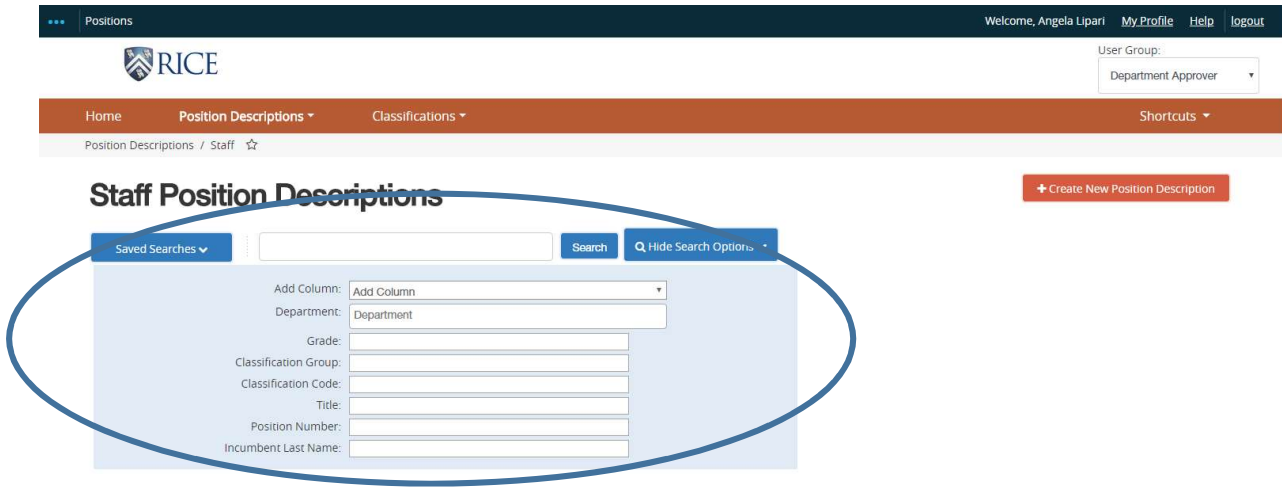 ••• Positions Welcome, Angela Lipari My Profile Help logout
RICE
User Group:
Department Approver
Home Position Descriptions Classifications Shortcuts
Position Descriptions / Staff
Staff Position Descriptions
+ Create New Position Description
Saved Searches Search Hide Search Options
Add Column: Add Column
Department: Department
Grade:
Classification Group:
Classification Code:
Title:
Position Number:
Incumbent Last Name: